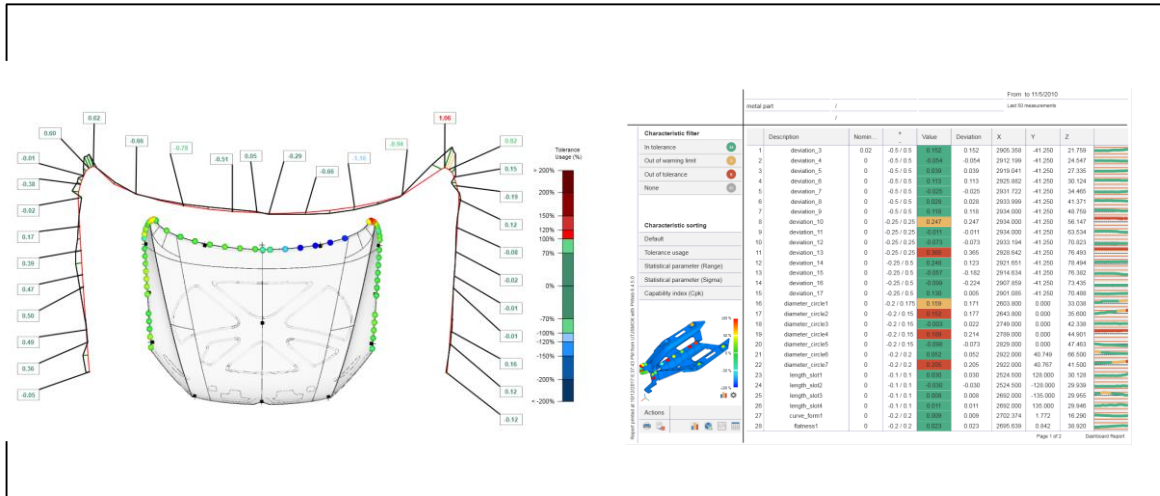 0.62
1.06
0.60
-0.51
0.05
-0.29
-0.01
0.15
-0.38
-0.19
-0.02
0.12
0.17
-0.08
0.39
-0.02
0.47
-0.01
0.50
-0.01
0.49
0.16
0.36
0.12
-0.05
-0.12
Tolerance
Usage (%)
> 200%
200%
150%
120%
100%
70%
0%
-70%
-100%
-120%
-150%
-200%
< -200%
From to 11/5/2010
metal part / Last 50 measurements
/
Characteristic filter
In tolerance
Out of warning limit
Out of tolerance
None
Characteristic sorting
Default
Tolerance usage
Statistical parameter (Range)
Statistical parameter (Sigma)
Capability index (Cpk)
Actions
Description Nomin... Value Deviation X Y Z
1 deviation_3 0.02 -0.5 / 0.5 0.152 0.152 2905.358 -41.250 21.759
2 deviation_4 0 -0.5 / 0.5 -0.054 -0.054 2912.199 -41.250 24.547
3 deviation_5 0 -0.5 / 0.5 0.039 0.039 2919.041 -41.250 27.335
4 deviation_6 0 -0.5 / 0.5 0.113 0.113 2925.882 -41.250 30.124
5 deviation_7 0 -0.5 / 0.5 -0.025 -0.025 2931.722 -41.250 34.465
6 deviation_8 0 -0.5 / 0.5 0.028 0.028 2933.999 -41.250 41.371
7 deviation_9 0 -0.5 / 0.5 0.118 0.118 2934.000 -41.250 48.759
8 deviation_10 0 -0.25 / 0.25 0.247 0.247 2934.000 -41.250 56.147
9 deviation_11 0 -0.25 / 0.25 -0.011 -0.011 2934.000 -41.250 63.534
10 deviation_12 0 -0.25 / 0.25 -0.073 -0.073 2933.194 -41.250 70.823
11 deviation_13 0 -0.25 / 0.25 0.365 0.365 2928.642 -41.250 76.493
12 deviation_14 0 -0.25 / 0.5 0.123 2921.651 -41.250 78.494
13 deviation_15 0 -0.25 / 0.5 -0.182 2914.634 -41.250 76.382
14 deviation_16 0 -0.25 / 0.5 -0.224 2907.859 -41.250 73.435
15 deviation_17 0 -0.25 / 0.5 0.130 0.005 2901.085 -41.250 70.488
16 diameter_circle1 0 -0.2 / 0.175 0.159 0.171 2603.800 0.000 33.038
17 diameter_circle2 0 -0.2 / 0.15 0.152 0.177 2643.800 0.000 35.600
18 diameter_circle3 0 -0.2 / 0.15 -0.003 0.022 2749.000 0.000 42.338
19 diameter_circle4 0 -0.2 / 0.15 0.214 2789.000 0.000 44.901
20 diameter_circle5 0 -0.2 / 0.15 -0.098 -0.073 2829.000 0.000 47.463
21 diameter_circle6 0 -0.2 / 0.2 0.052 0.052 2922.000 40.749 66.500
22 diameter_circle7 0 -0.2 / 0.2 0.205 0.205 2922.000 40.767 41.500
23 length_slot1 0 -0.1 / 0.1 0.030 0.030 2524.500 128.000 30.126
24 length_slot2 0 -0.1 / 0.1 -0.030 -0.030 2524.500 -128.000 29.939
25 length_slot3 0 -0.1 / 0.1 0.008 0.008 2692.000 -135.000 29.955
26 length_slot4 0 -0.1 / 0.1 0.011 0.011 2692.000 135.000 29.946
27 curve_form1 0 -0.2 / 0.2 0.009 0.009 2702.374 1.772 16.290
28 flatness1 0 -0.2 / 0.2 0.023 0.023 2695.639 0.842 38.920
Page 1 of 2 Dashboard Report